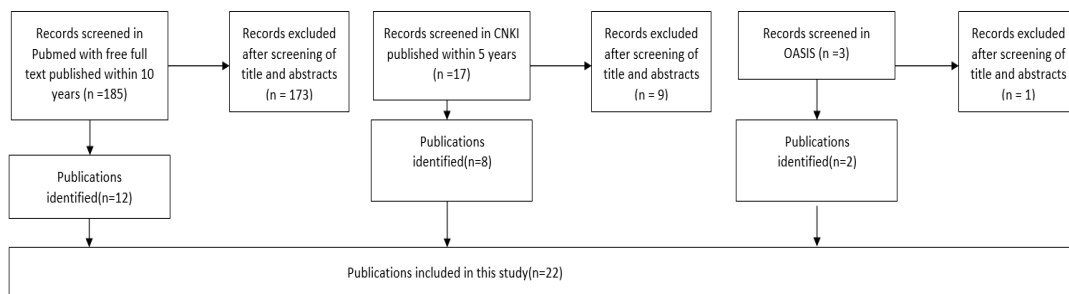 Records screened in
Pubmed with free full
text published within 10
years (n =185)
Records excluded
after screening of
title and abstracts
(n = 173)
Publications
identified(n=12)
Records screened in CNKI
published within 5 years
(n =17)
Records excluded
after screening of
title and abstracts
(n = 9)
Publications
identified(n=8)
Records screened in
OASIS (n =3)
Records excluded
after screening of
title and abstracts
(n = 1)
Publications
identified(n=2)
Publications included in this study(n=22)